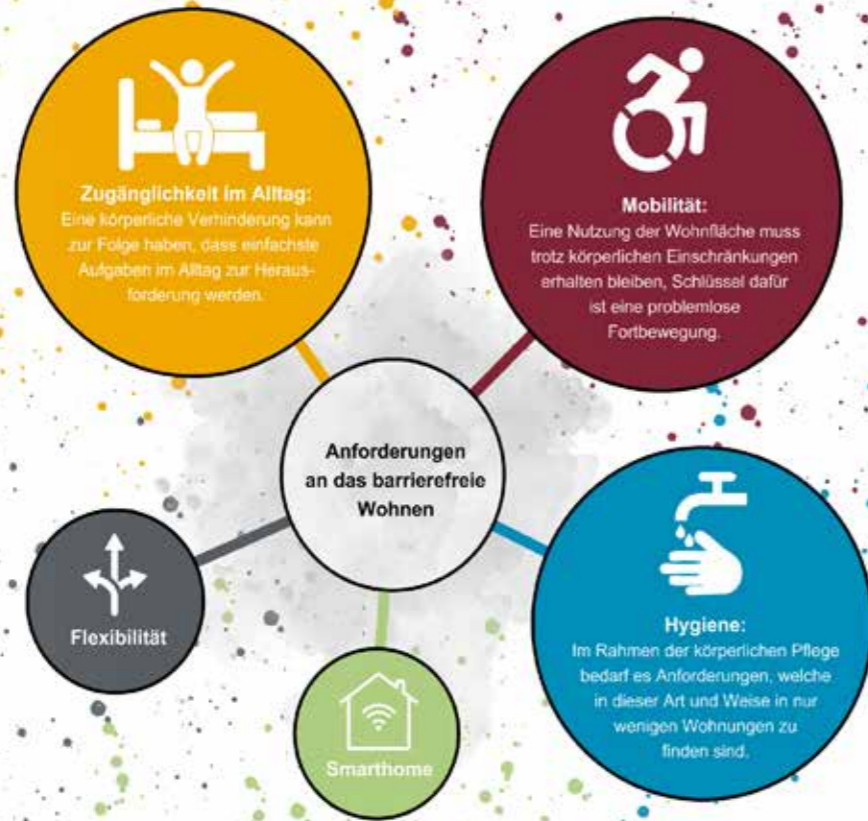 Zugänglichkeit im Alltag:
Eine körperliche Verhinderung kann
zur Folge haben, dass einfachste
Aufgaben im Alltag zur Heraus-
forderung werden.
Mobilität:
Eine Nutzung der Wohnfläche muss
trotz körperlichen Einschränkungen
erhalten bleiben, Schlüssel dafür
ist eine problemlose
Fortbewegung.
Anforderungen
an das barrierefreie
Wohnen
Flexibilität
Smarthome
Hygiene:
Im Rahmen der körperlichen Pflege
bedarf es Anforderungen, welche
in dieser Art und Weise in nur
wenigen Wohnungen zu
finden sind.